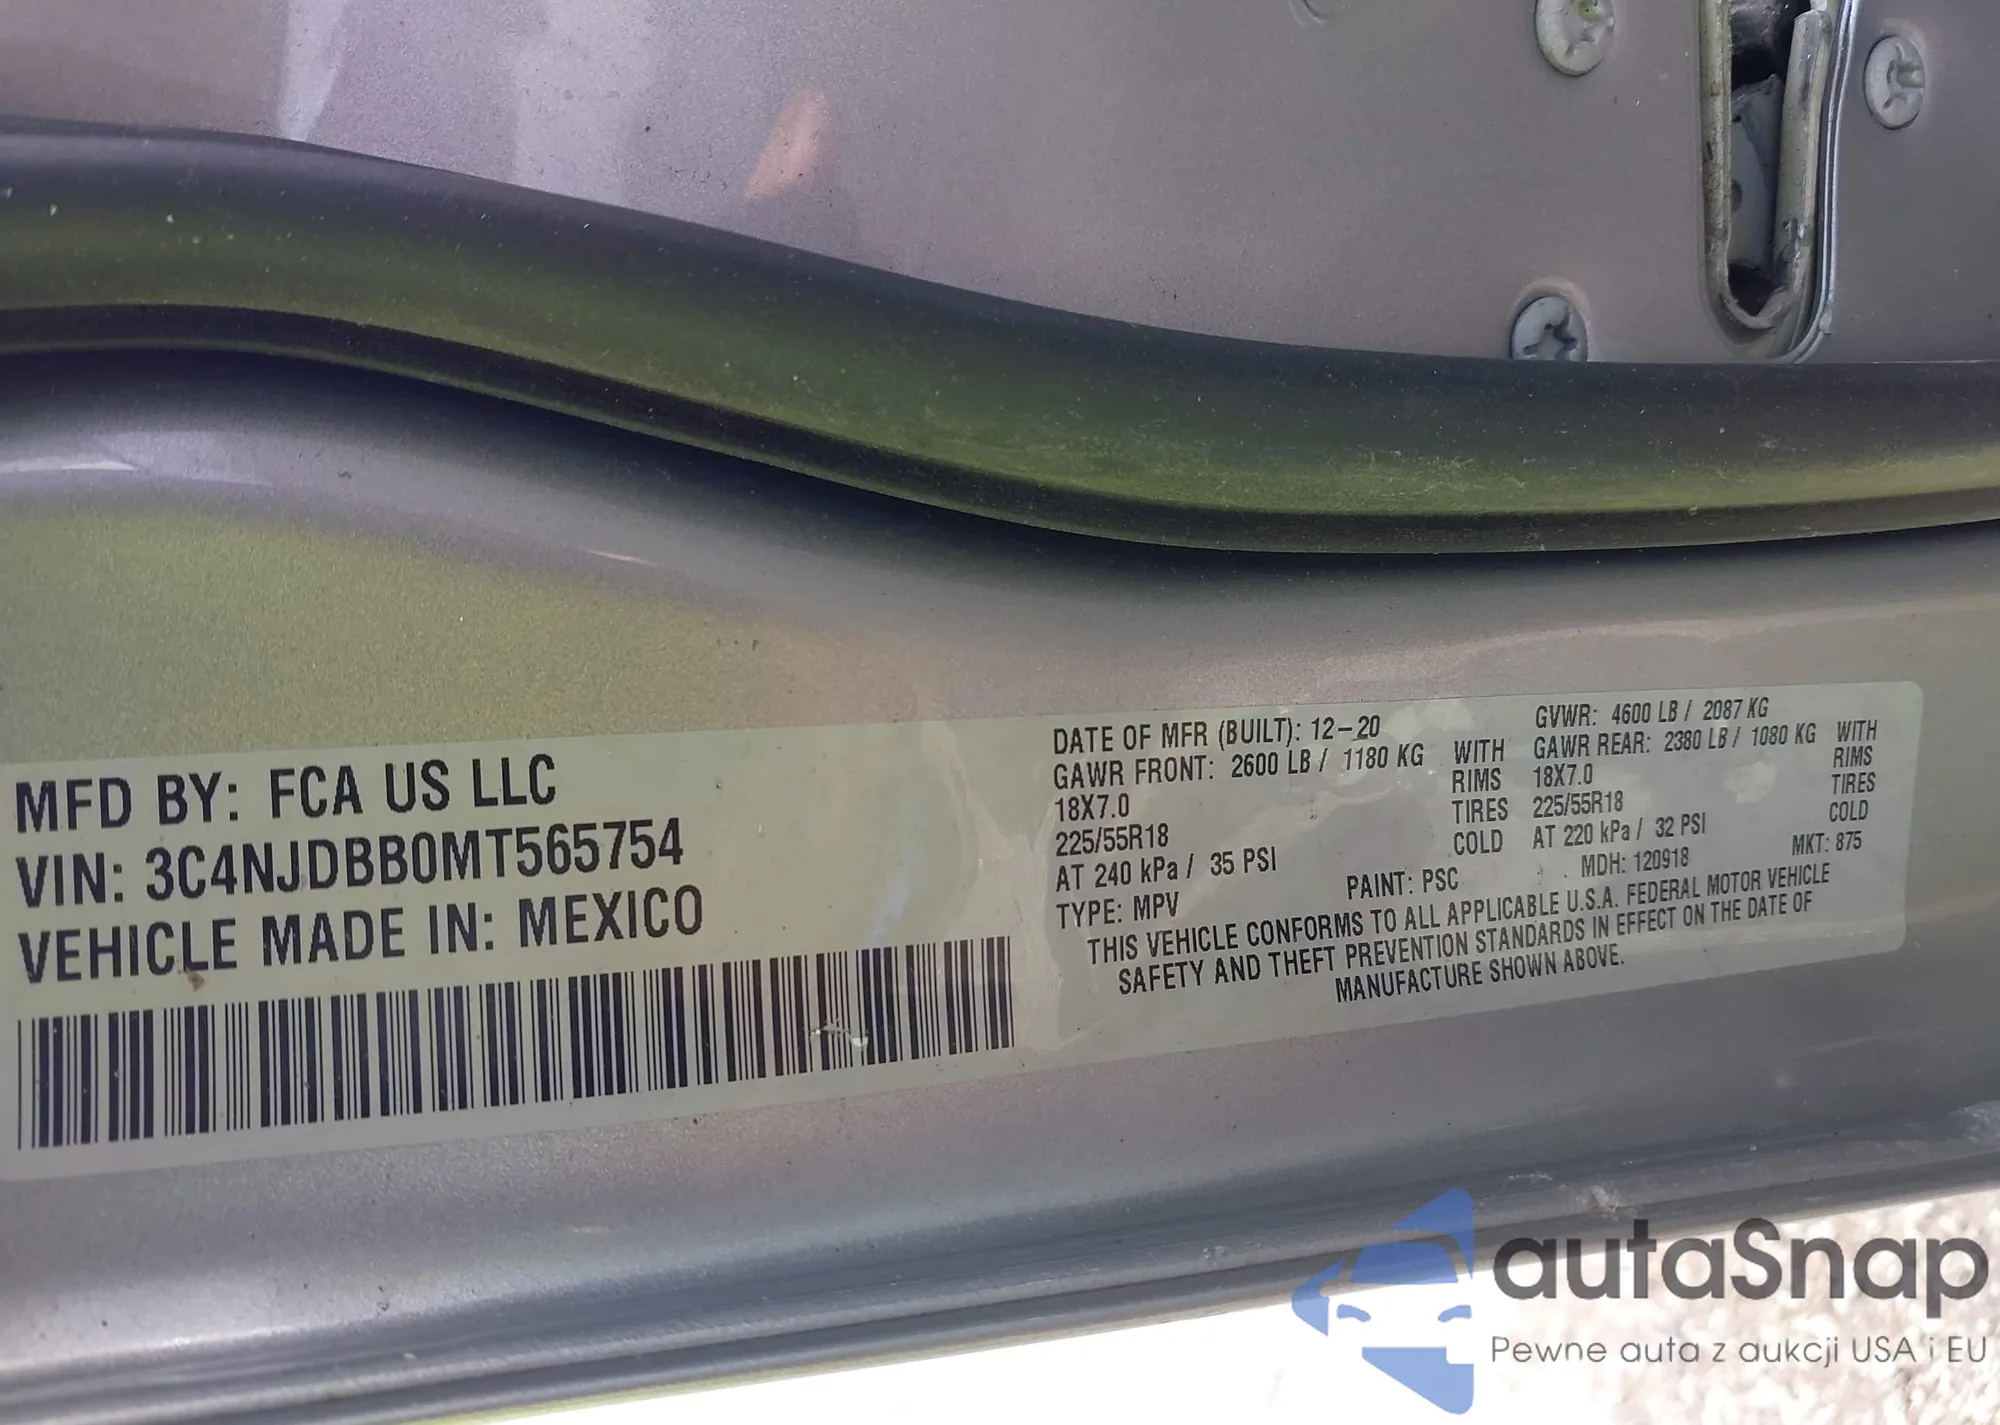 MFD BY: FCA US LLC
VIN: 3C4NJDBB0MT565754
VEHICLE MADE IN: MEXICO
DATE OF MFR (BUILT): 12-20 GVWR: 4600 LB / 2087 KG
GAWR FRONT: 2600 LB / 1180 KG WITH GAWR REAR: 2380 LB / 1080 KG WITH
18X7.0 RIMS 18X7.0 RIMS
225/55R18 TIRES 225/55R18 TIRES
AT 240 kPa / 35 PSI COLD AT 220 kPa / 32 PSI COLD
TYPE: MPV PAINT: PSC MDH: 120918 MKT: 875
THIS VEHICLE CONFORMS TO ALL APPLICABLE U.S.A. FEDERAL MOTOR VEHICLE
SAFETY AND THEFT PREVENTION STANDARDS IN EFFECT ON THE DATE OF
MANUFACTURE SHOWN ABOVE.
autaSnap
Pewne auta z aukcji USA i EU